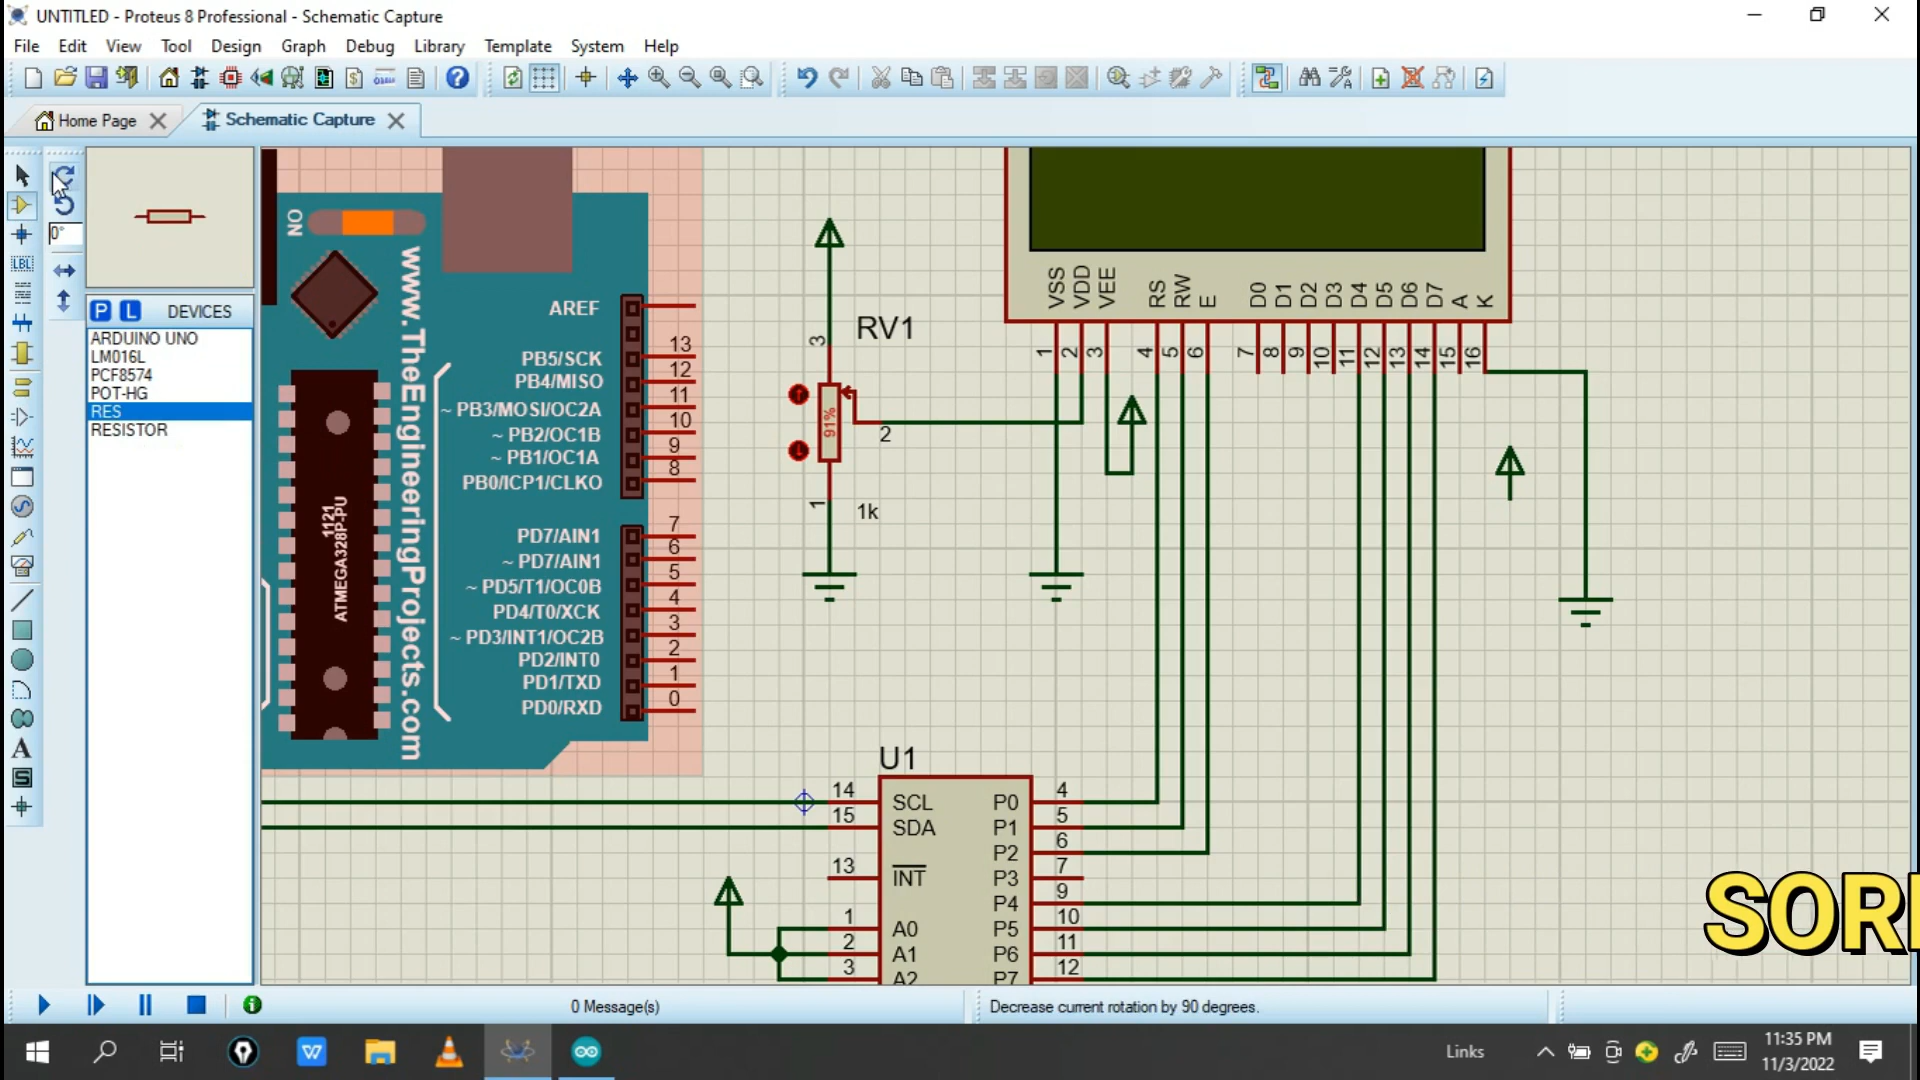 UNTITLED - Proteus 8 Professional - Schematic Capture
File Edit View Tool Design Graph Debug Library Template System Help
Home Page
Schematic Capture
0°
LBL
P L DEVICES
ARDUINO UNO
LM016L
PCF8574
POT-HG
RES
RESISTOR
A
S
ON
www.TheEngineeringProjects.com
1121
ATMEGA328P-PU
AREF
PB5/SCK 13
PB4/MISO 12
~ PB3/MOSI/OC2A 11
~ PB2/OC1B 10
~ PB1/OC1A 9
PB0/ICP1/CLKO 8
PD7/AIN1 7
~ PD7/AIN1 6
~ PD5/T1/OC0B 5
PD4/T0/XCK 4
~ PD3/INT1/OC2B 3
PD2/INT0 2
PD1/TXD 1
PD0/RXD 0
RV1
3
91%
2
1
1k
VSS VDD VEE RS RW E D0 D1 D2 D3 D4 D5 D6 D7 A K
1 2 3 4 5 6 7 8 9 10 11 12 13 14 15 16
U1
14 SCL P0 4
15 SDA P1 5
P2 6
13 INT P3 7
P4 9
1 A0 P5 10
2 A1 P6 11
3 A2 P7 12
SOR
0 Message(s)
Decrease current rotation by 90 degrees.
Links
11:35 PM
11/3/2022